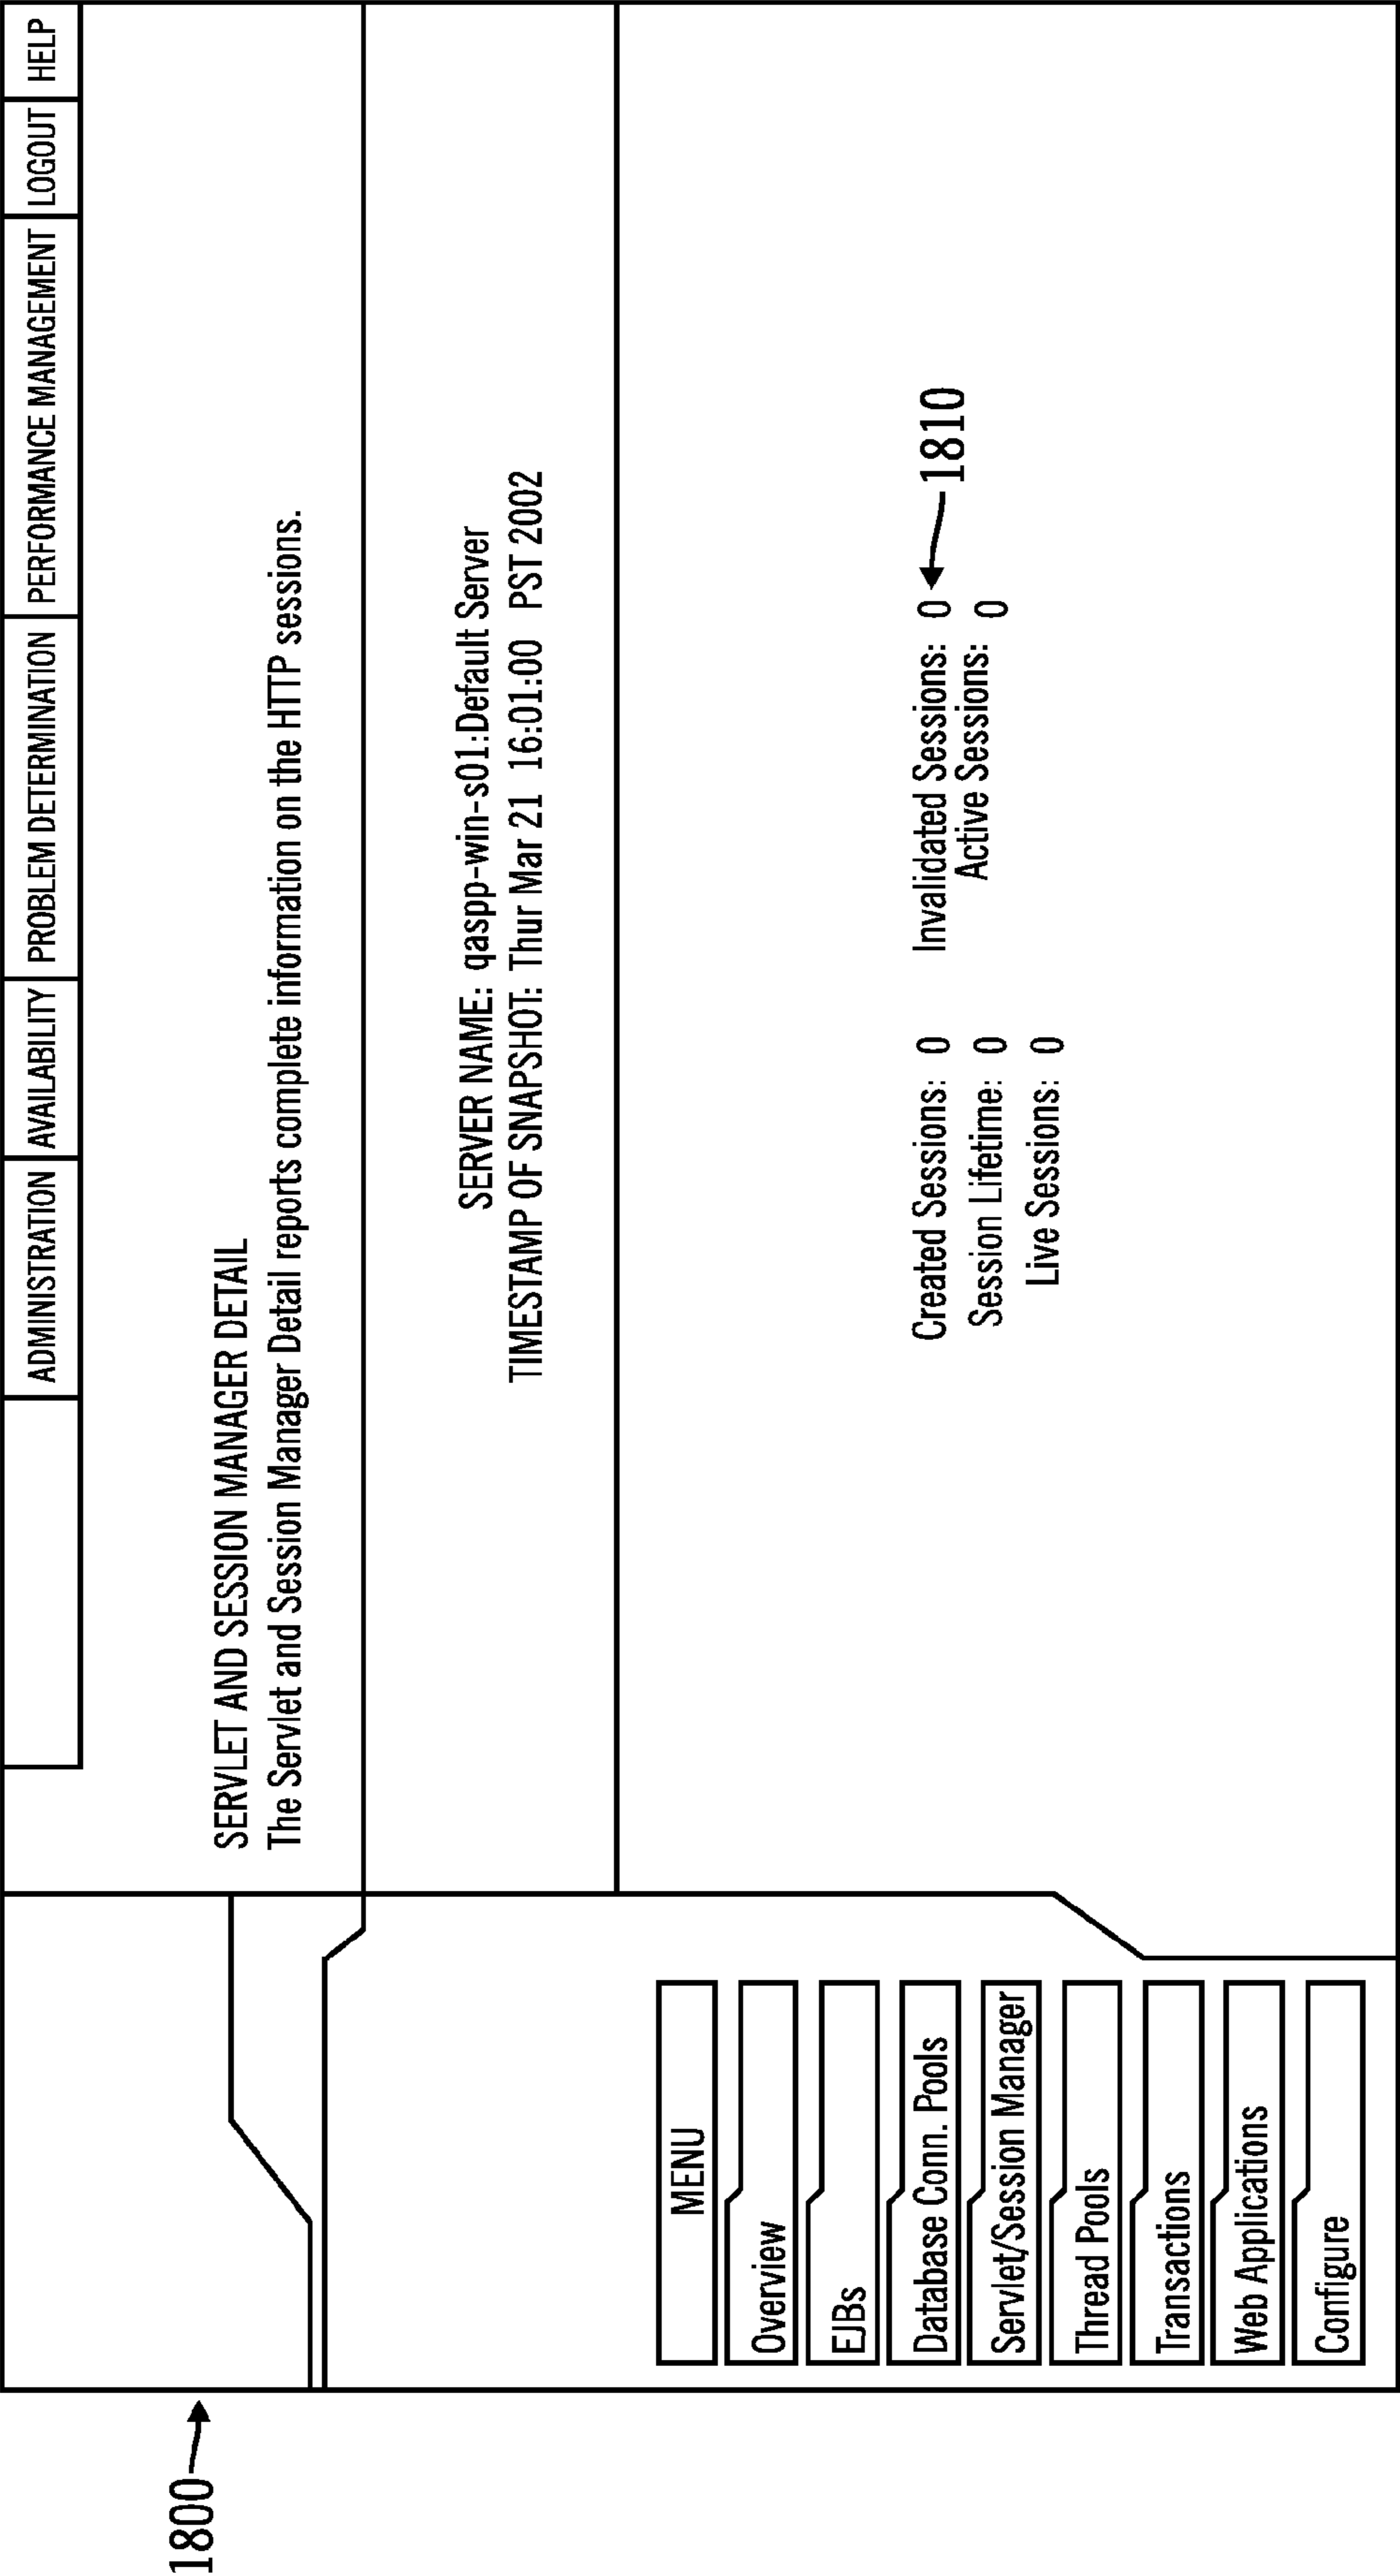 1800
ADMINISTRATION AVAILABILITY PROBLEM DETERMINATION PERFORMANCE MANAGEMENT LOGOUT HELP
SERVLET AND SESSION MANAGER DETAIL
The Servlet and Session Manager Detail reports complete information on the HTTP sessions.
SERVER NAME: qaspp-win-s01:Default Server
TIMESTAMP OF SNAPSHOT: Thur Mar 21 16:01:00 PST 2002
MENU
Overview
EJBs
Database Conn. Pools
Servlet/Session Manager
Thread Pools
Transactions
Web Applications
Configure
Created Sessions: 0 Invalidated Sessions: 0 1810
Session Lifetime: 0 Active Sessions: 0
Live Sessions: 0